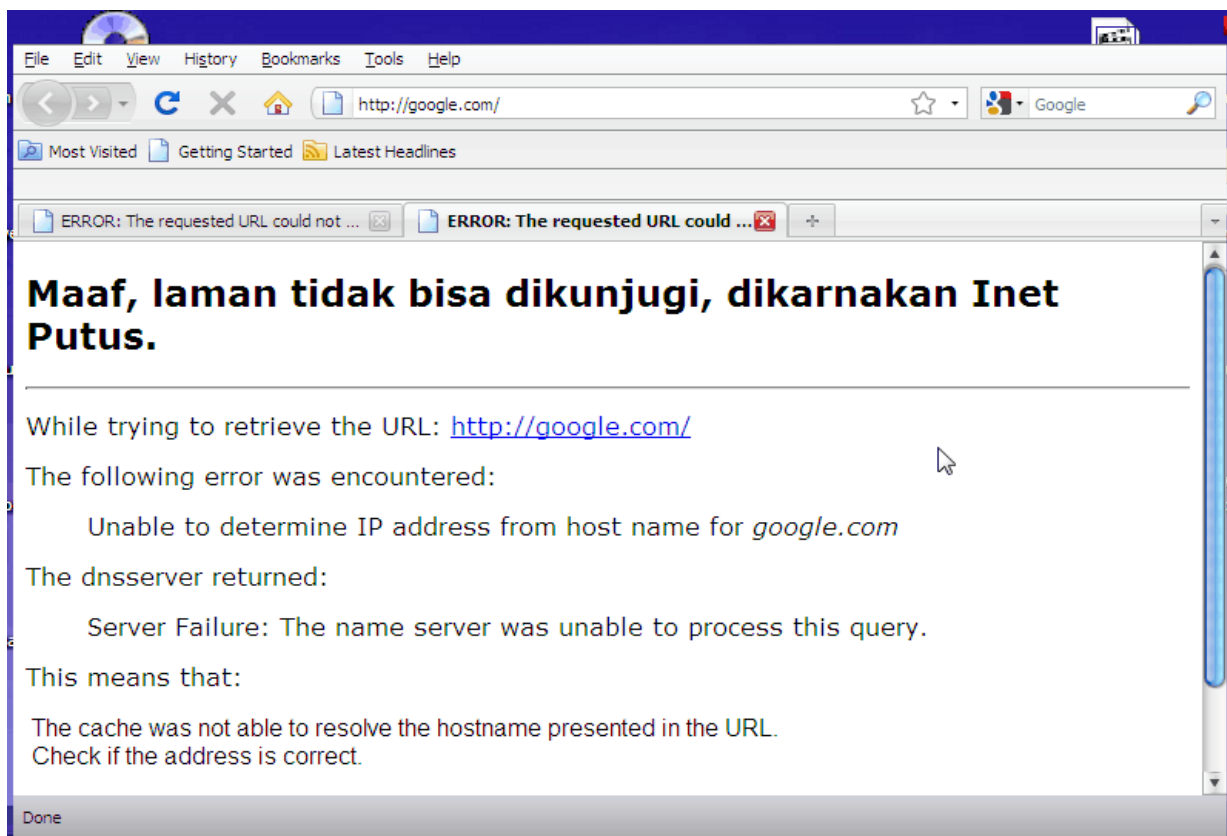 File Edit View History Bookmarks Tools Help
http://google.com/ Google
Most Visited Getting Started Latest Headlines
ERROR: The requested URL could not ... ERROR: The requested URL could ...
Maaf, laman tidak bisa dikunjugi, dikarnakan Inet
Putus.
While trying to retrieve the URL: http://google.com/
The following error was encountered:
Unable to determine IP address from host name for google.com
The dnsserver returned:
Server Failure: The name server was unable to process this query.
This means that:
The cache was not able to resolve the hostname presented in the URL.
Check if the address is correct.
Done